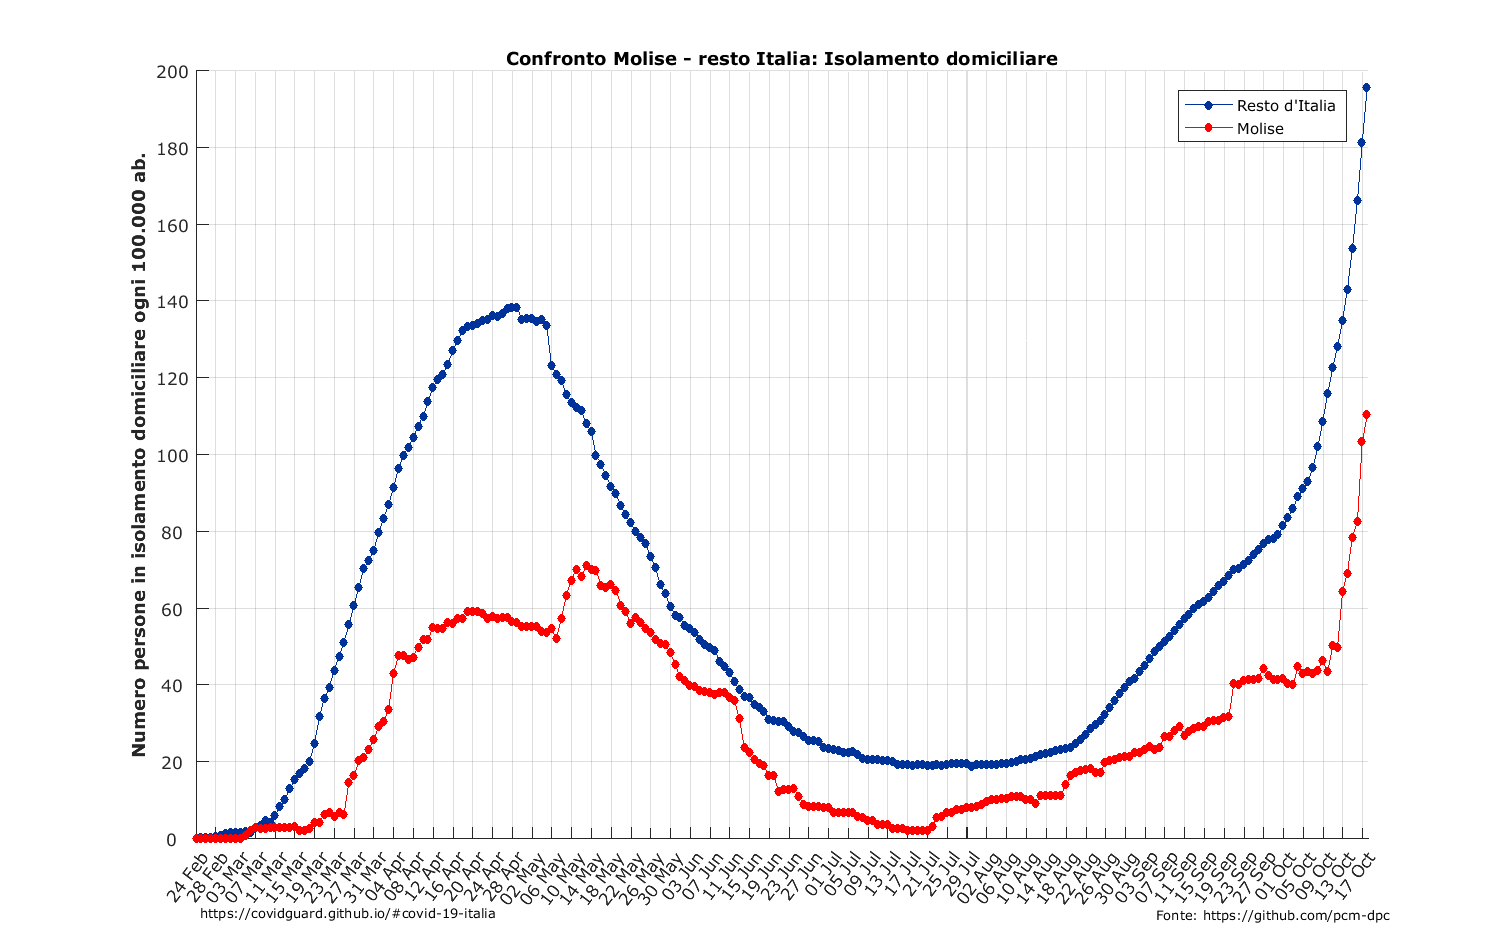 Confronto Molise - resto Italia: Isolamento domiciliare
Numero persone in isolamento domiciliare ogni 100.000 ab.
200
180
160
140
120
100
80
60
40
20
0
Resto d'Italia
Molise
24 Feb
28 Feb
03 Mar
07 Mar
11 Mar
15 Mar
19 Mar
23 Mar
27 Mar
31 Mar
04 Apr
08 Apr
12 Apr
16 Apr
20 Apr
24 Apr
28 Apr
02 May
06 May
10 May
14 May
18 May
22 May
26 May
30 May
03 Jun
07 Jun
11 Jun
15 Jun
19 Jun
23 Jun
27 Jun
01 Jul
05 Jul
09 Jul
13 Jul
17 Jul
21 Jul
25 Jul
29 Jul
02 Aug
06 Aug
10 Aug
14 Aug
18 Aug
22 Aug
26 Aug
30 Aug
03 Sep
07 Sep
11 Sep
15 Sep
19 Sep
23 Sep
27 Sep
01 Oct
05 Oct
09 Oct
13 Oct
17 Oct
https://covidguard.github.io/#covid-19-italia
Fonte: https://github.com/pcm-dpc